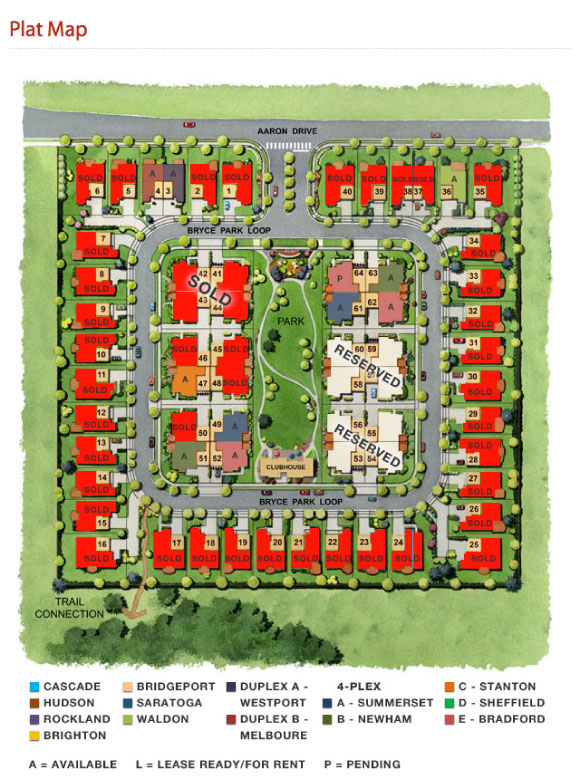 Plat Map
AARON DRIVE
SOLD SOLD A A SOLD SOLD
6 5 4 3 2 1
SOLD SOLD SOLD SOLD A SOLD
40 39 38 37 36 35
BRYCE PARK LOOP
7 SOLD
8 SOLD
9 SOLD
10 SOLD
11 SOLD
12 SOLD
13 SOLD
14 SOLD
15 SOLD
16 SOLD
42 41
SOLD
43 44
SOLD 45 SOLD
46
A 47 48 SOLD
SOLD 49 A
50
A 51 52 A
PARK
CLUBHOUSE
P 64 63 A
A 61 62 A
60 59
RESERVED
58
56 55
RESERVED
53 54
34 SOLD
33 SOLD
32 SOLD
31 SOLD
30 SOLD
29 SOLD
28 SOLD
27 SOLD
26 SOLD
25 SOLD
BRYCE PARK LOOP
17 18 19 20 21 22 23 24
SOLD SOLD SOLD SOLD SOLD SOLD SOLD SOLD
TRAIL
CONNECTION
CASCADE
HUDSON
ROCKLAND
BRIGHTON
BRIDGEPORT
SARATOGA
WALDON
DUPLEX A -
WESTPORT
DUPLEX B -
MELBOURE
4-PLEX
A - SUMMERSET
B - NEWHAM
C - STANTON
D - SHEFFIELD
E - BRADFORD
A = AVAILABLE L = LEASE READY/FOR RENT P = PENDING